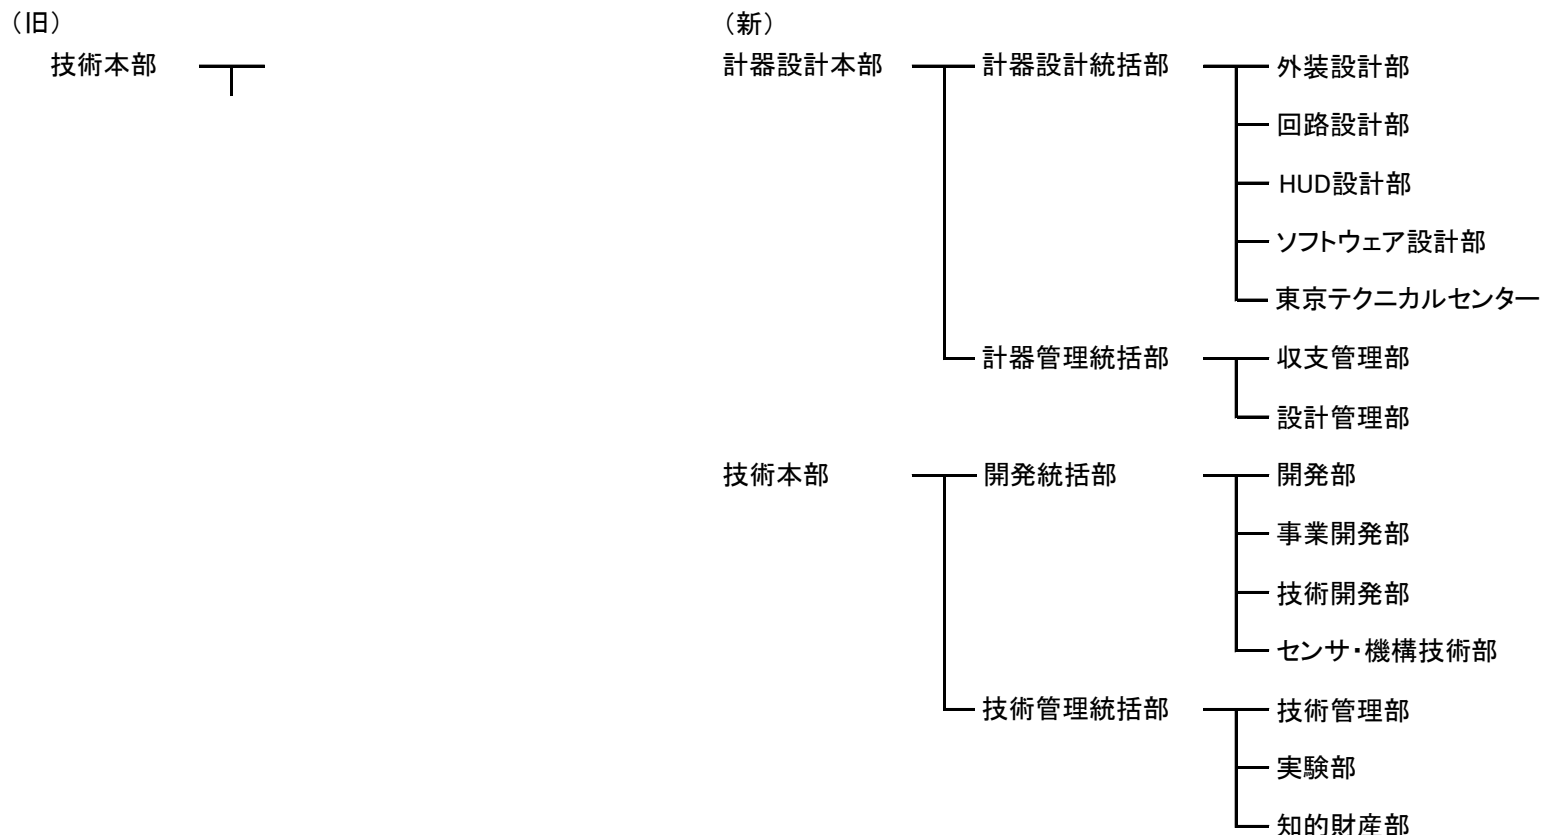 （旧）
技術本部
（新）
計器設計本部 計器設計統括部 外装設計部
回路設計部
HUD設計部
ソフトウェア設計部
東京テクニカルセンター
計器管理統括部 収支管理部
設計管理部
技術本部 開発統括部 開発部
事業開発部
技術開発部
センサ・機構技術部
技術管理統括部 技術管理部
実験部
知的財産部